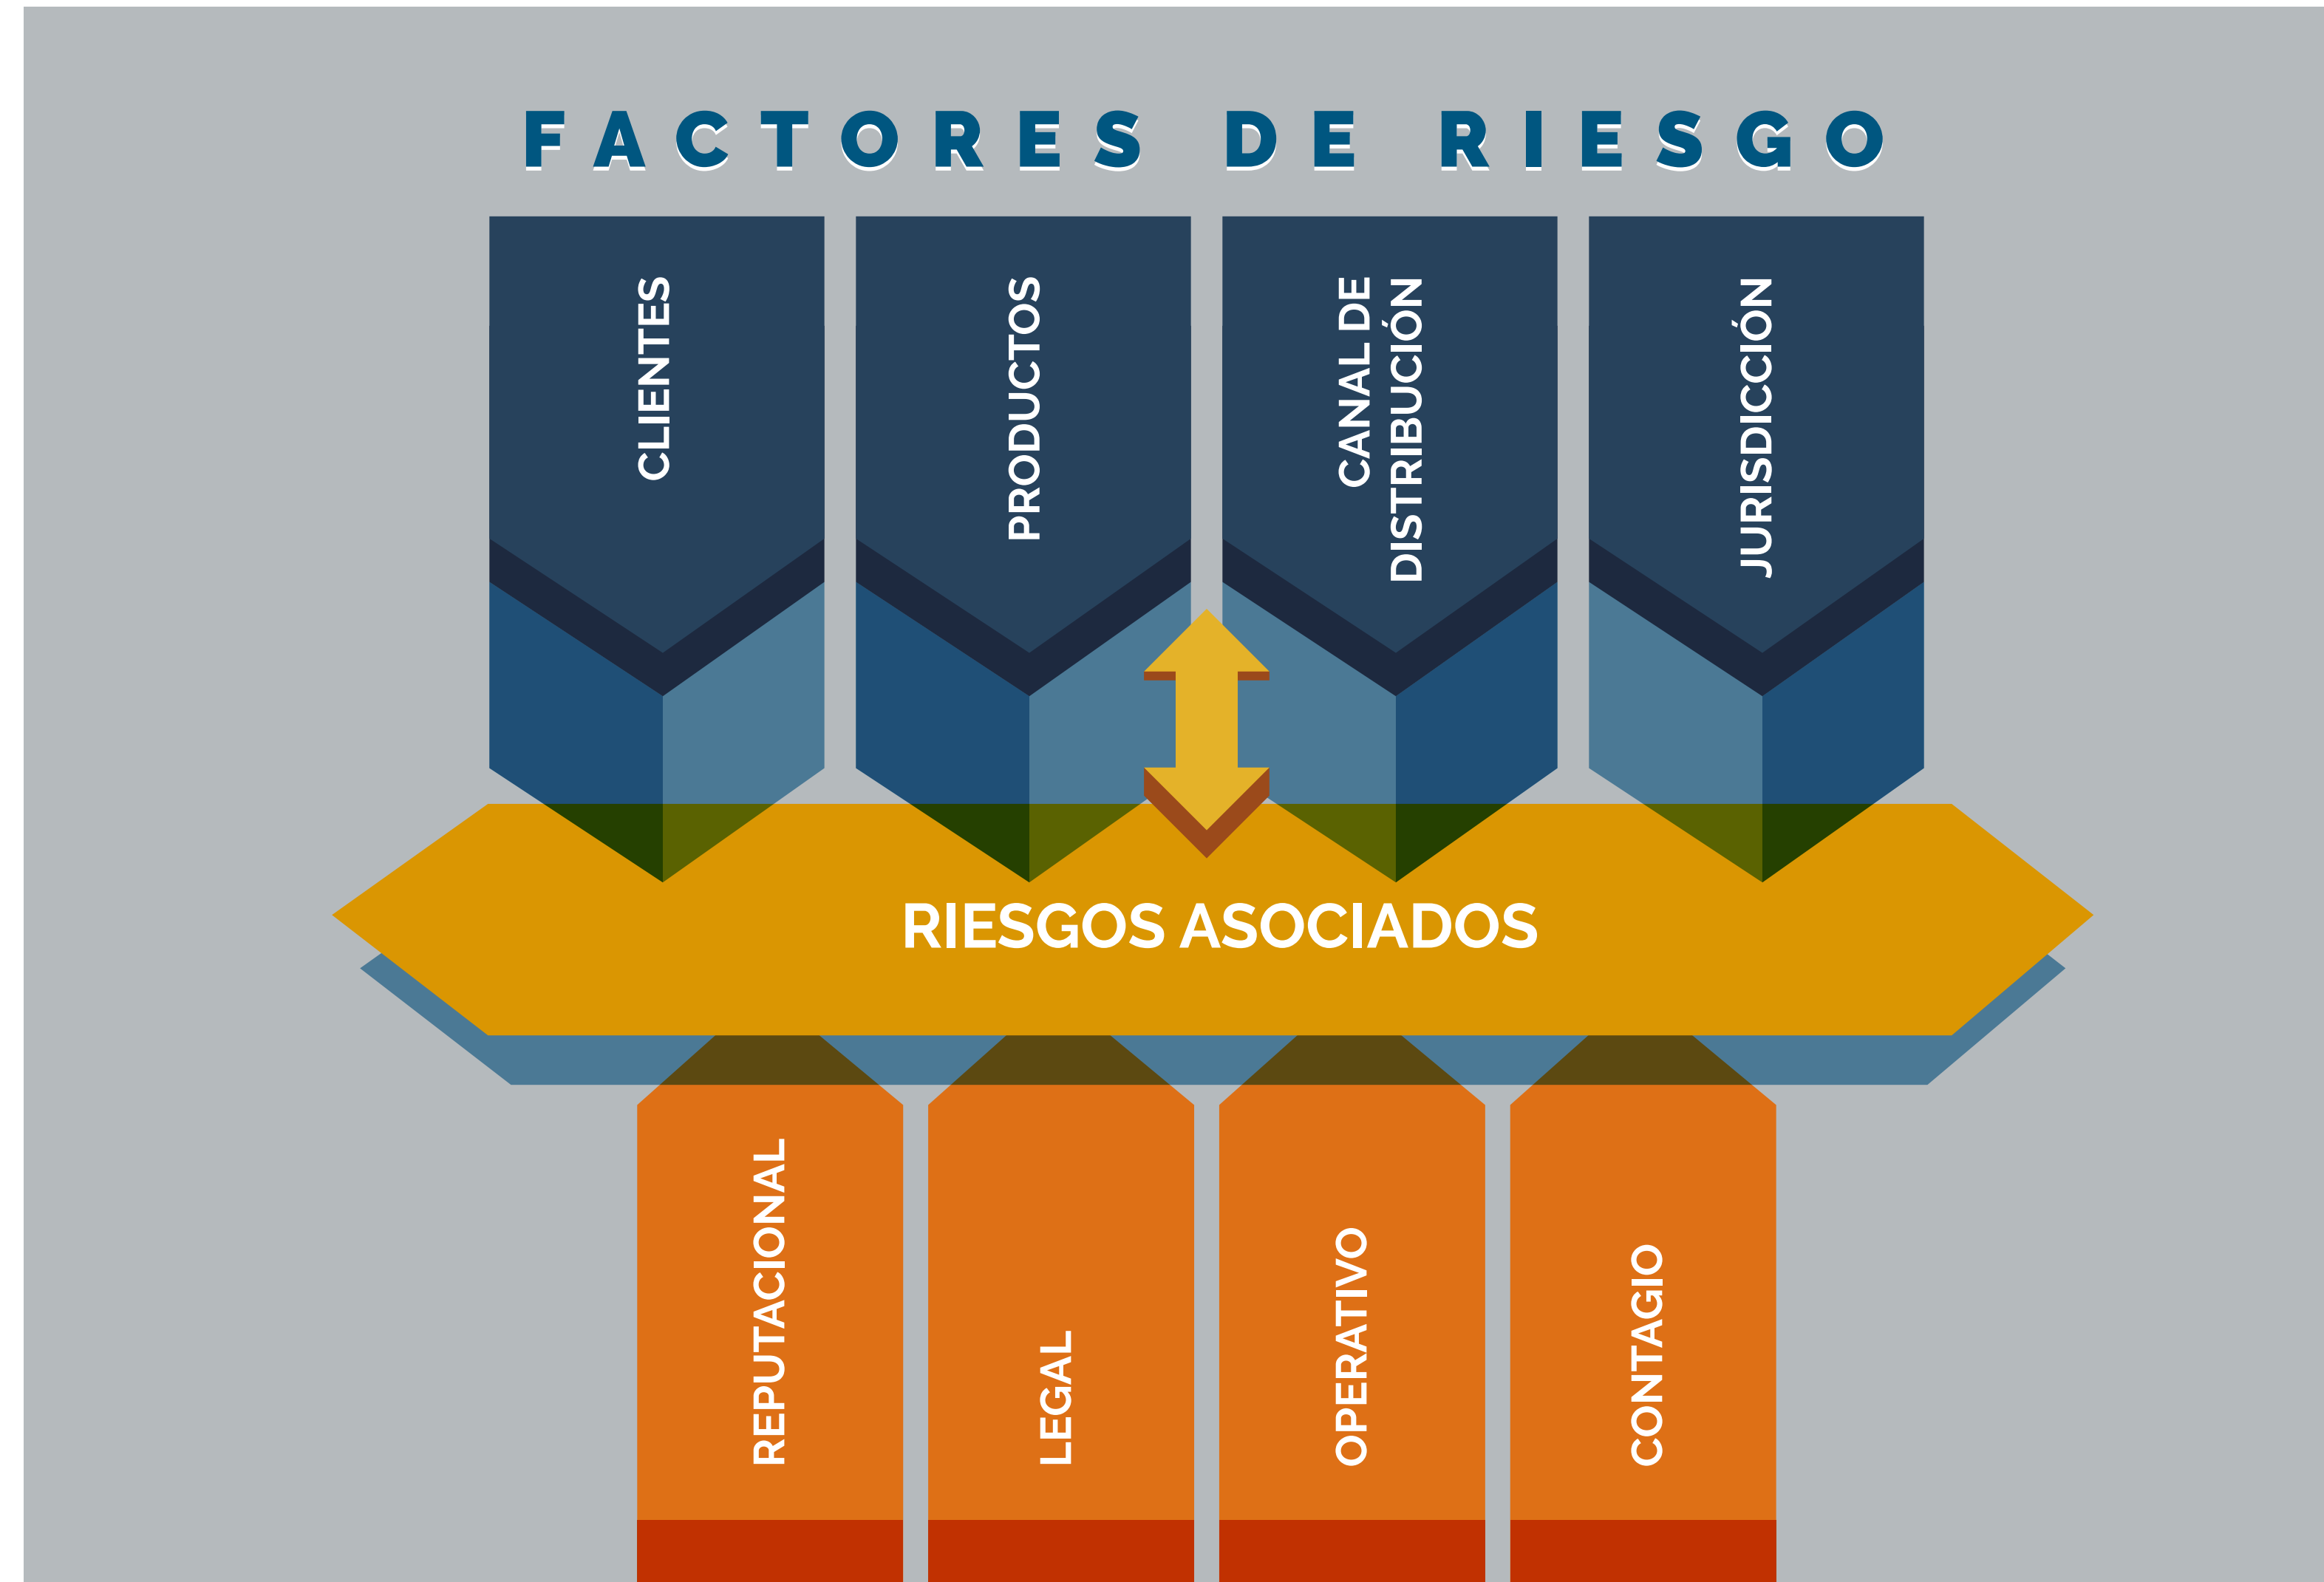 FACTORES DE RIESGO
CLIENTES
PRODUCTOS
CANAL DE
DISTRIBUCIÓN
JURISDICCIÓN
RIESGOS ASOCIADOS
REPUTACIONAL
LEGAL
OPERATIVO
CONTAGIO